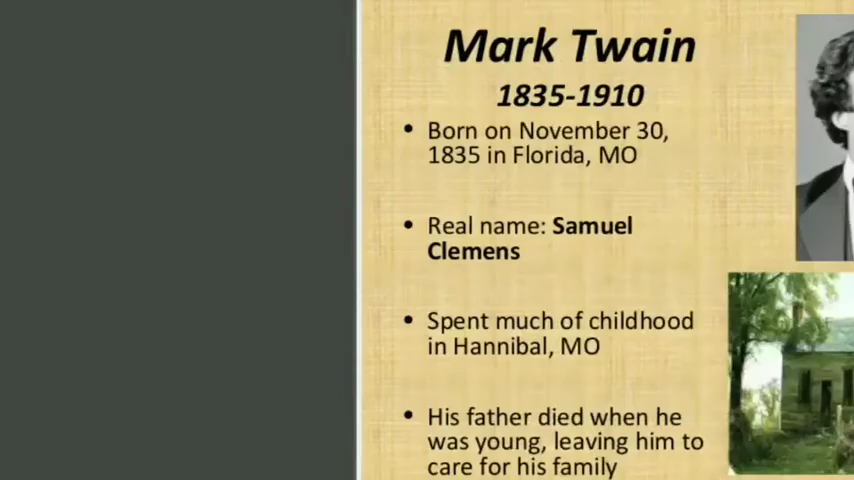 Mark Twain
1835-1910
• Born on November 30,
1835 in Florida, MO
• Real name: Samuel
Clemens
• Spent much of childhood
in Hannibal, MO
• His father died when he
was young, leaving him to
care for his family